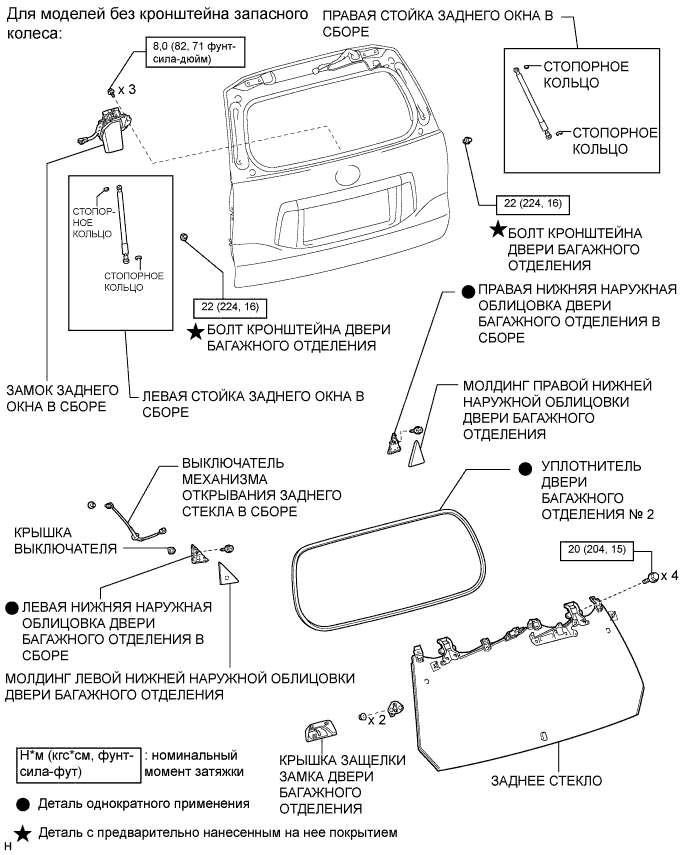 Для моделей без кронштейна запасного
колеса:
ПРАВАЯ СТОЙКА ЗАДНЕГО ОКНА В
СБОРЕ
8,0 (82, 71 фунт-
сила-дюйм)
x 3
СТОПОРНОЕ
КОЛЬЦО
СТОПОРНОЕ
КОЛЬЦО
СТОПОР-
НОЕ
КОЛЬЦО
СТОПОРНОЕ
КОЛЬЦО
22 (224, 16)
БОЛТ КРОНШТЕЙНА
ДВЕРИ БАГАЖНОГО
ОТДЕЛЕНИЯ
22 (224, 16)
БОЛТ КРОНШТЕЙНА ДВЕРИ
БАГАЖНОГО ОТДЕЛЕНИЯ
ПРАВАЯ НИЖНЯЯ НАРУЖНАЯ
ОБЛИЦОВКА ДВЕРИ
БАГАЖНОГО ОТДЕЛЕНИЯ В
СБОРЕ
ЗАМОК ЗАДНЕГО
ОКНА В СБОРЕ
ЛЕВАЯ СТОЙКА ЗАДНЕГО ОКНА В
СБОРЕ
МОЛДИНГ ПРАВОЙ НИЖНЕЙ
НАРУЖНОЙ ОБЛИЦОВКИ
ДВЕРИ БАГАЖНОГО
ОТДЕЛЕНИЯ
ВЫКЛЮЧАТЕЛЬ
МЕХАНИЗМА
ОТКРЫВАНИЯ ЗАДНЕГО
СТЕКЛА В СБОРЕ
УПЛОТНИТЕЛЬ
ДВЕРИ
БАГАЖНОГО
ОТДЕЛЕНИЯ № 2
КРЫШКА
ВЫКЛЮЧАТЕЛЯ
20 (204, 15)
x 4
ЛЕВАЯ НИЖНЯЯ НАРУЖНАЯ
ОБЛИЦОВКА ДВЕРИ
БАГАЖНОГО ОТДЕЛЕНИЯ В
СБОРЕ
МОЛДИНГ ЛЕВОЙ НИЖНЕЙ НАРУЖНОЙ ОБЛИЦОВКИ
ДВЕРИ БАГАЖНОГО ОТДЕЛЕНИЯ
x 2
КРЫШКА ЗАЩЕЛКИ
ЗАМКА ДВЕРИ
БАГАЖНОГО
ОТДЕЛЕНИЯ
ЗАДНЕЕ СТЕКЛО
Н*м (кгс*см, фунт-
сила-фут)
: номинальный
момент затяжки
Деталь однократного применения
Деталь с предварительно нанесенным на нее покрытием
H